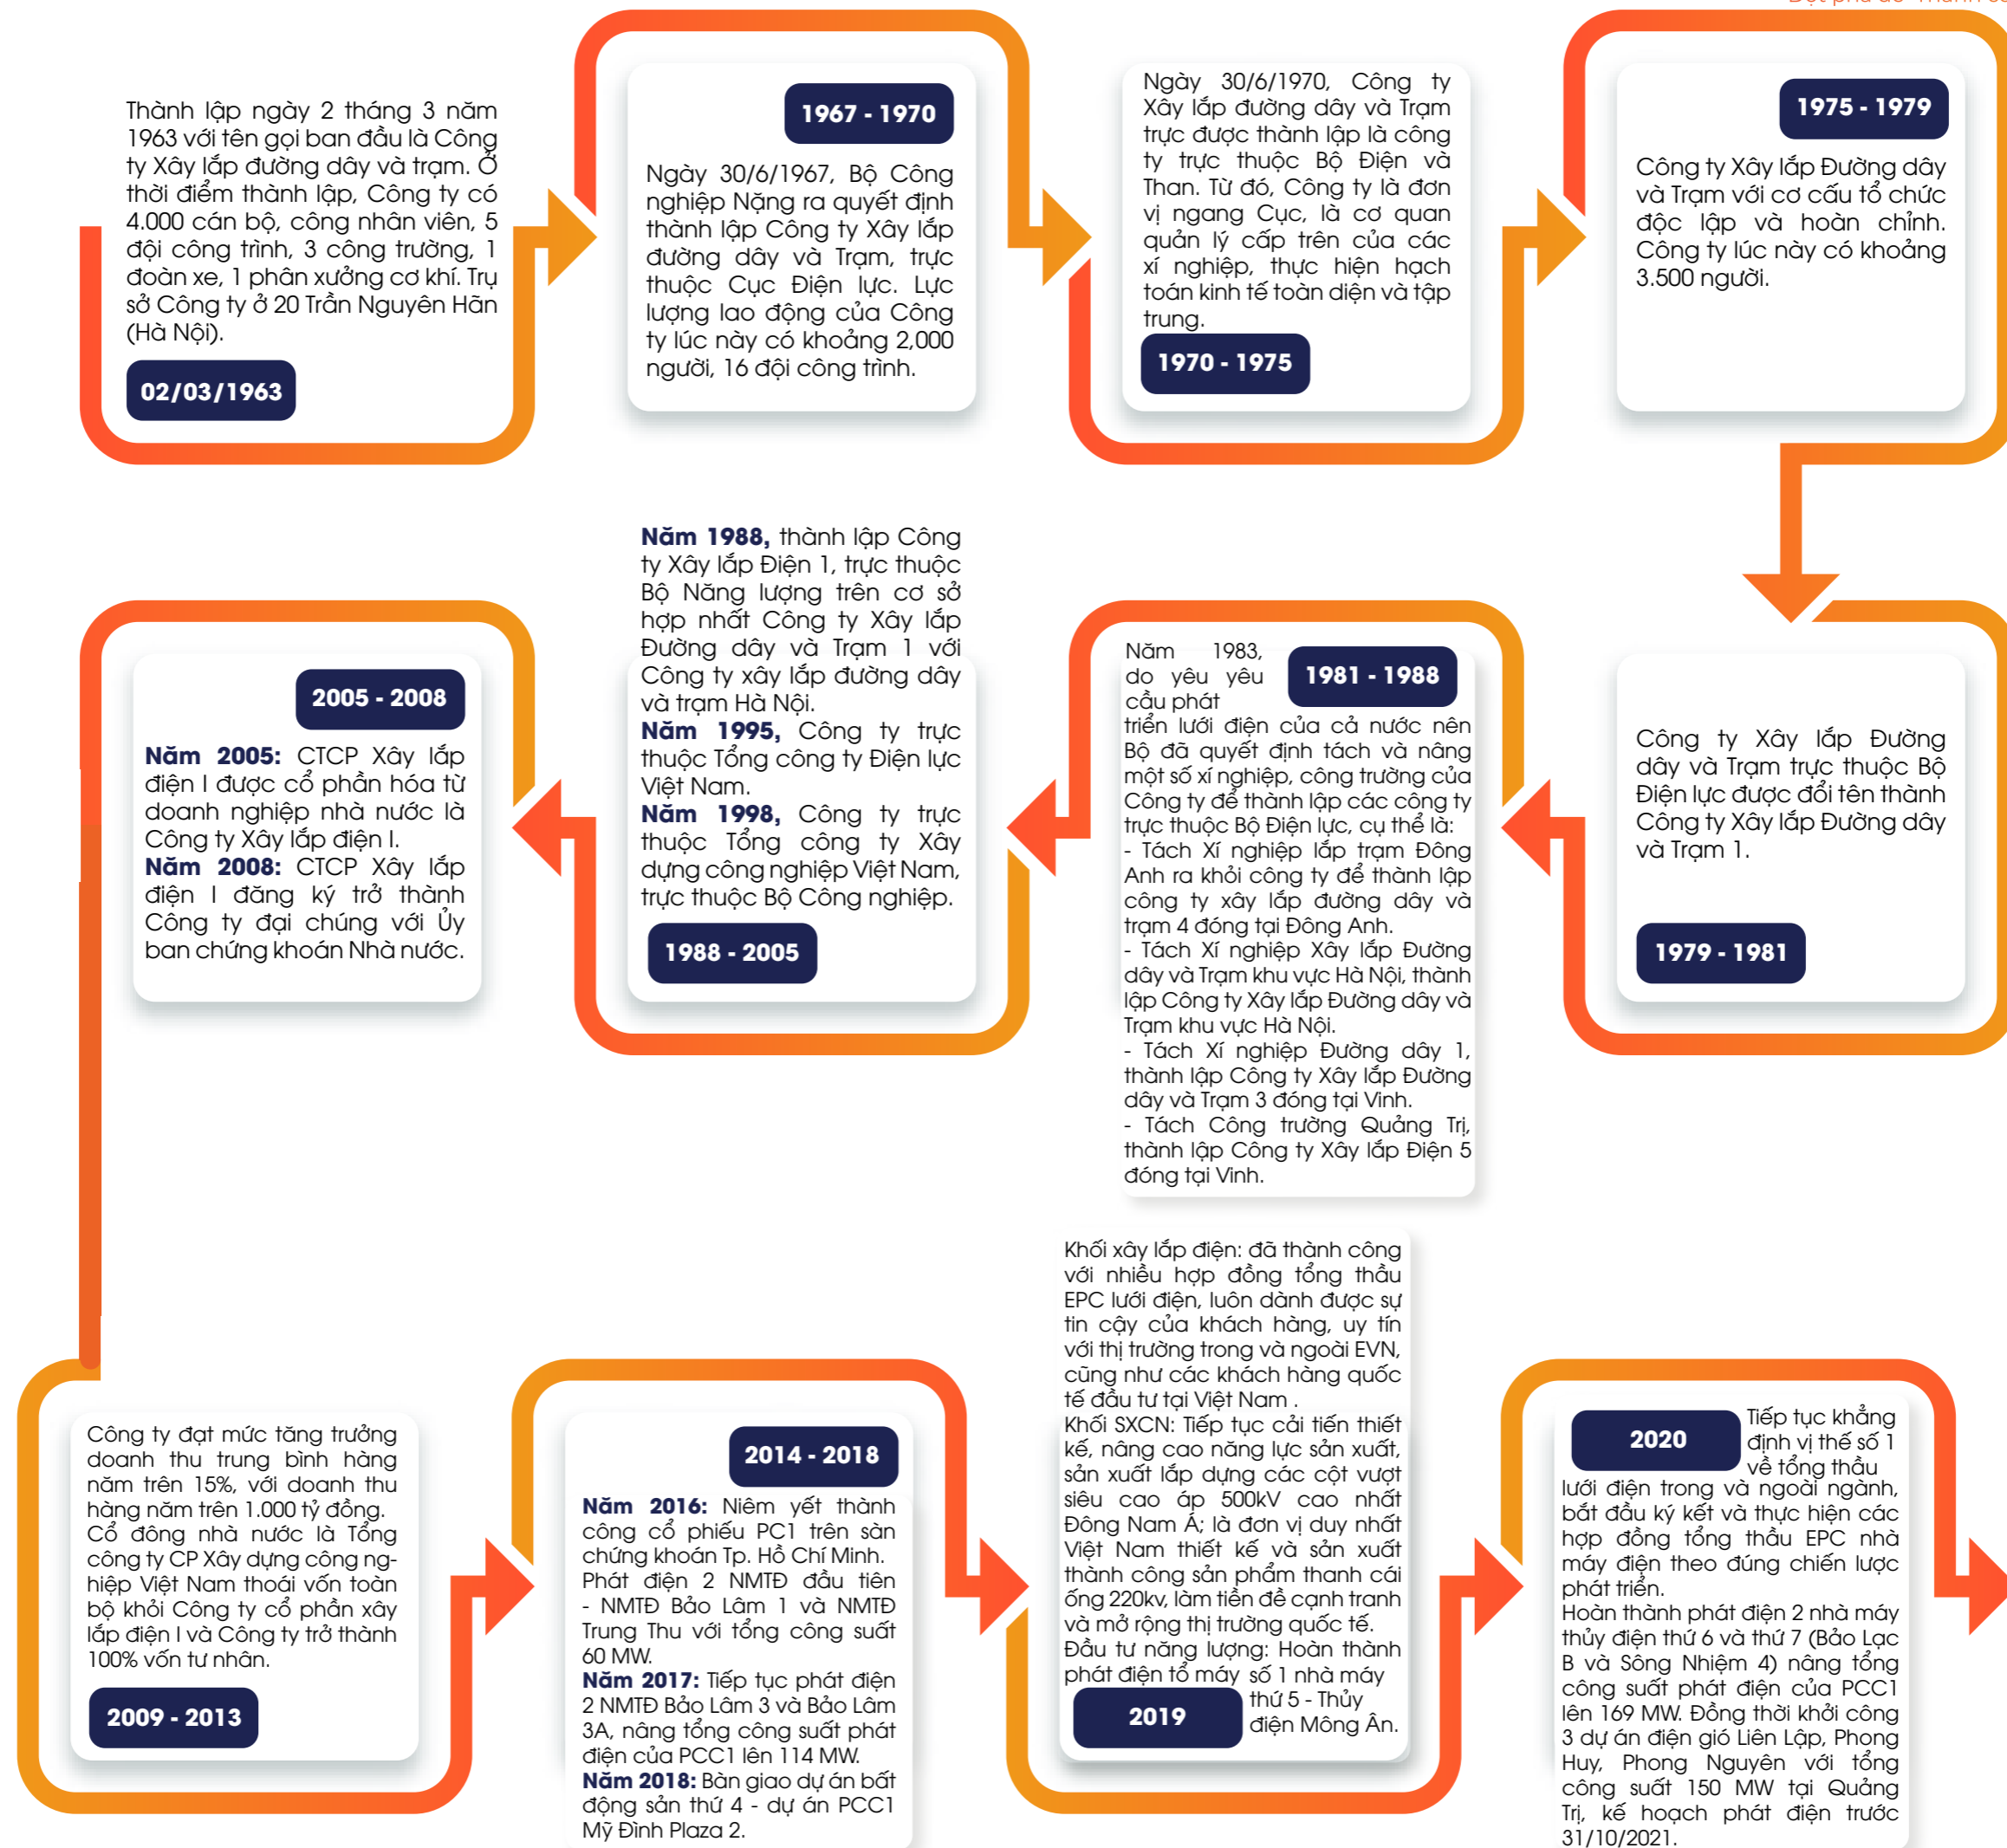 Thành lập ngày 2 tháng 3 năm
1963 với tên gọi ban đầu là Công
ty Xây lắp đường dây và trạm. Ở
thời điểm thành lập, Công ty có
4.000 cán bộ, công nhân viên, 5
đội công trình, 3 công trường, 1
đoàn xe, 1 phân xưởng cơ khí. Trụ
sở Công ty ở 20 Trần Nguyên Hãn
(Hà Nội).
02/03/1963
1967 - 1970
Ngày 30/6/1967, Bộ Công
nghiệp Nặng ra quyết định
thành lập Công ty Xây lắp
đường dây và Trạm, trực
thuộc Cục Điện lực. Lực
lượng lao động của Công
ty lúc này có khoảng 2,000
người, 16 đội công trình.
Ngày 30/6/1970, Công ty
Xây lắp đường dây và Trạm
trực được thành lập là công
ty trực thuộc Bộ Điện và
Than. Từ đó, Công ty là đơn
vị ngang Cục, là cơ quan
quản lý cấp trên của các
xí nghiệp, thực hiện hạch
toán kinh tế toàn diện và tập
trung.
1970 - 1975
1975 - 1979
Công ty Xây lắp Đường dây
và Trạm với cơ cấu tổ chức
độc lập và hoàn chỉnh.
Công ty lúc này có khoảng
3.500 người.
Công ty Xây lắp Đường
dây và Trạm trực thuộc Bộ
Điện lực được đổi tên thành
Công ty Xây lắp Đường dây
và Trạm 1.
1979 - 1981
1981 - 1988
Năm 1983,
do yêu yêu
cầu phát
triển lưới điện của cả nước nên
Bộ đã quyết định tách và nâng
một số xí nghiệp, công trường của
Công ty để thành lập các công ty
trực thuộc Bộ Điện lực, cụ thể là:
- Tách Xí nghiệp lắp trạm Đông
Anh ra khỏi công ty để thành lập
công ty xây lắp đường dây và
trạm 4 đóng tại Đông Anh.
- Tách Xí nghiệp Xây lắp Đường
dây và Trạm khu vực Hà Nội, thành
lập Công ty Xây lắp Đường dây và
Trạm khu vực Hà Nội.
- Tách Xí nghiệp Đường dây 1,
thành lập Công ty Xây lắp Đường
dây và Trạm 3 đóng tại Vinh.
- Tách Công trường Quảng Trị,
thành lập Công ty Xây lắp Điện 5
đóng tại Vinh.
Năm 1988, thành lập Công
ty Xây lắp Điện 1, trực thuộc
Bộ Năng lượng trên cơ sở
hợp nhất Công ty Xây lắp
Đường dây và Trạm 1 với
Công ty xây lắp đường dây
và trạm Hà Nội.
Năm 1995, Công ty trực
thuộc Tổng công ty Điện lực
Việt Nam.
Năm 1998, Công ty trực
thuộc Tổng công ty Xây
dựng công nghiệp Việt Nam,
trực thuộc Bộ Công nghiệp.
1988 - 2005
2005 - 2008
Năm 2005: CTCP Xây lắp
điện I được cổ phần hóa từ
doanh nghiệp nhà nước là
Công ty Xây lắp điện I.
Năm 2008: CTCP Xây lắp
điện I đăng ký trở thành
Công ty đại chúng với Ủy
ban chứng khoán Nhà nước.
Công ty đạt mức tăng trưởng
doanh thu trung bình hàng
năm trên 15%, với doanh thu
hàng năm trên 1.000 tỷ đồng.
Cổ đông nhà nước là Tổng
công ty CP Xây dựng công ng-
hiệp Việt Nam thoái vốn toàn
bộ khỏi Công ty cổ phần xây
lắp điện I và Công ty trở thành
100% vốn tư nhân.
2009 - 2013
2014 - 2018
Năm 2016: Niêm yết thành
công cổ phiếu PC1 trên sàn
chứng khoán Tp. Hồ Chí Minh.
Phát điện 2 NMTĐ đầu tiên
- NMTĐ Bảo Lâm 1 và NMTĐ
Trung Thu với tổng công suất
60 MW.
Năm 2017: Tiếp tục phát điện
2 NMTĐ Bảo Lâm 3 và Bảo Lâm
3A, nâng tổng công suất phát
điện của PCC1 lên 114 MW.
Năm 2018: Bàn giao dự án bất
động sản thứ 4 - dự án PCC1
Mỹ Đình Plaza 2.
Khối xây lắp điện: đã thành công
với nhiều hợp đồng tổng thầu
EPC lưới điện, luôn dành được sự
tin cậy của khách hàng, uy tín
với thị trường trong và ngoài EVN,
cũng như các khách hàng quốc
tế đầu tư tại Việt Nam .
Khối SXCN: Tiếp tục cải tiến thiết
kế, nâng cao năng lực sản xuất,
sản xuất lắp dựng các cột vượt
siêu cao áp 500kV cao nhất
Đông Nam Á; là đơn vị duy nhất
Việt Nam thiết kế và sản xuất
thành công sản phẩm thanh cái
ống 220kv, làm tiền đề cạnh tranh
và mở rộng thị trường quốc tế.
Đầu tư năng lượng: Hoàn thành
phát điện tổ máy số 1 nhà máy
thứ 5 - Thủy
điện Mông Ân.
2019
2020
Tiếp tục khẳng
định vị thế số 1
về tổng thầu
lưới điện trong và ngoài ngành,
bắt đầu ký kết và thực hiện các
hợp đồng tổng thầu EPC nhà
máy điện theo đúng chiến lược
phát triển.
Hoàn thành phát điện 2 nhà máy
thủy điện thứ 6 và thứ 7 (Bảo Lạc
B và Sông Nhiệm 4) nâng tổng
công suất phát điện của PCC1
lên 169 MW. Đồng thời khởi công
3 dự án điện gió Liên Lập, Phong
Huy, Phong Nguyên với tổng
công suất 150 MW tại Quảng
Trị, kế hoạch phát điện trước
31/10/2021.